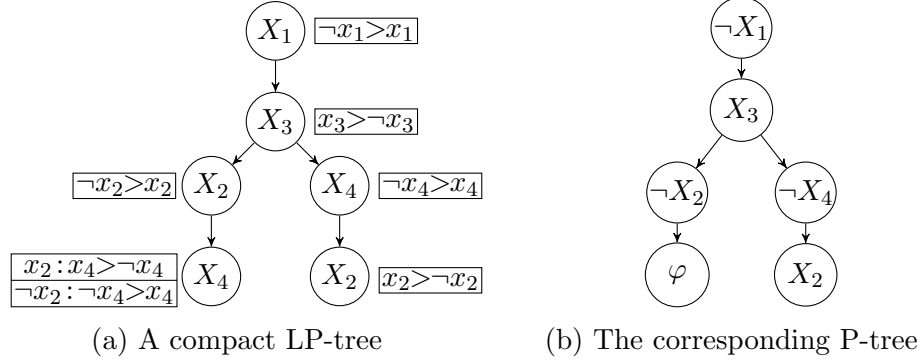 X1 ¬x1>x1
X3 x3>¬x3
¬x2>x2 X2 X4 ¬x4>x4
x2:x4>¬x4
¬x2:¬x4>x4
X4 X2 x2>¬x2
(a) A compact LP-tree
¬X1
X3
¬X2 ¬X4
φ X2
(b) The corresponding P-tree